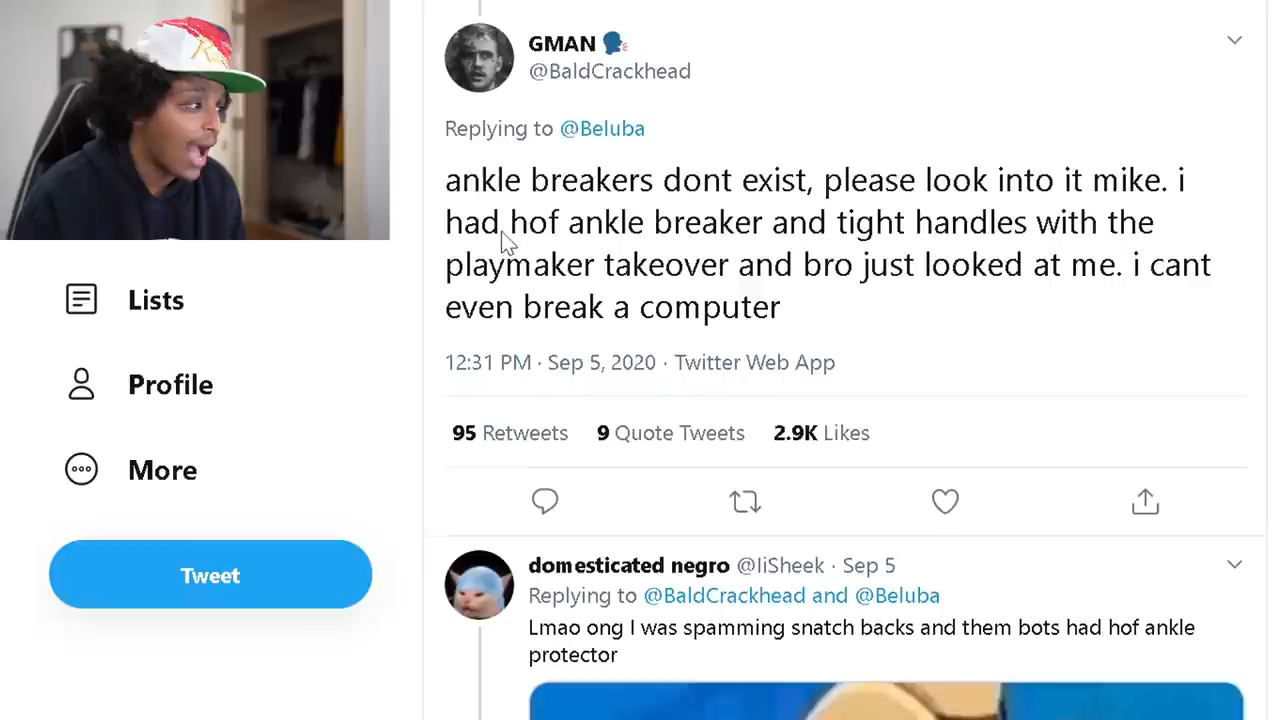 GMAN 🗣
@BaldCrackhead
Replying to @Beluba
ankle breakers dont exist, please look into it mike. i
had hof ankle breaker and tight handles with the
playmaker takeover and bro just looked at me. i cant
even break a computer
12:31 PM · Sep 5, 2020 · Twitter Web App
95 Retweets 9 Quote Tweets 2.9K Likes
domesticated negro @IiSheek · Sep 5
Replying to @BaldCrackhead and @Beluba
Lmao ong I was spamming snatch backs and them bots had hof ankle
protector
Lists
Profile
More
Tweet